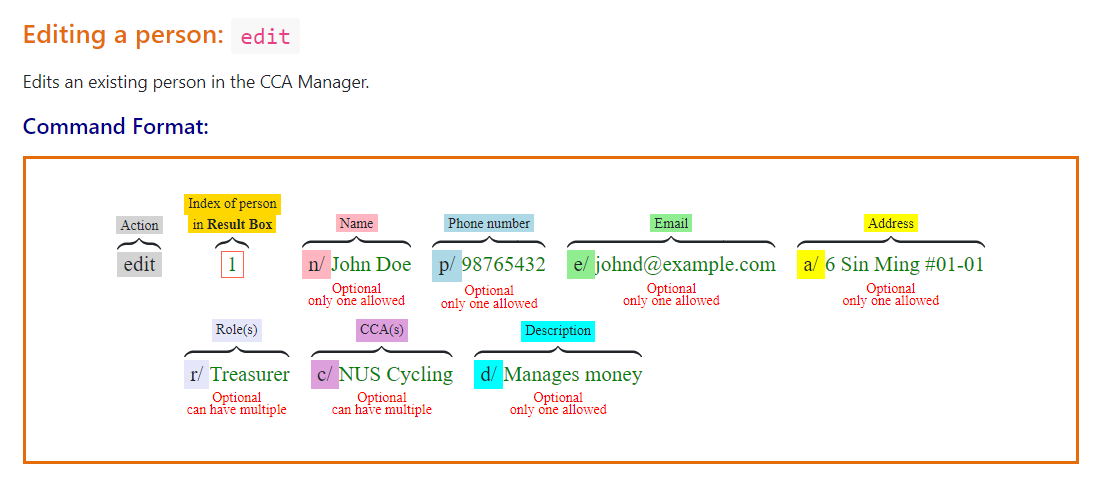 Editing a person: edit
Edits an existing person in the CCA Manager.
Command Format:
Action
Index of person
in Result Box
Name
Phone number
Email
Address
edit
1
n/ John Doe
p/ 98765432
e/ johnd@example.com
a/ 6 Sin Ming #01-01
Optional
only one allowed
Optional
only one allowed
Optional
only one allowed
Optional
only one allowed
Role(s)
CCA(s)
Description
r/ Treasurer
c/ NUS Cycling
d/ Manages money
Optional
can have multiple
Optional
can have multiple
Optional
only one allowed